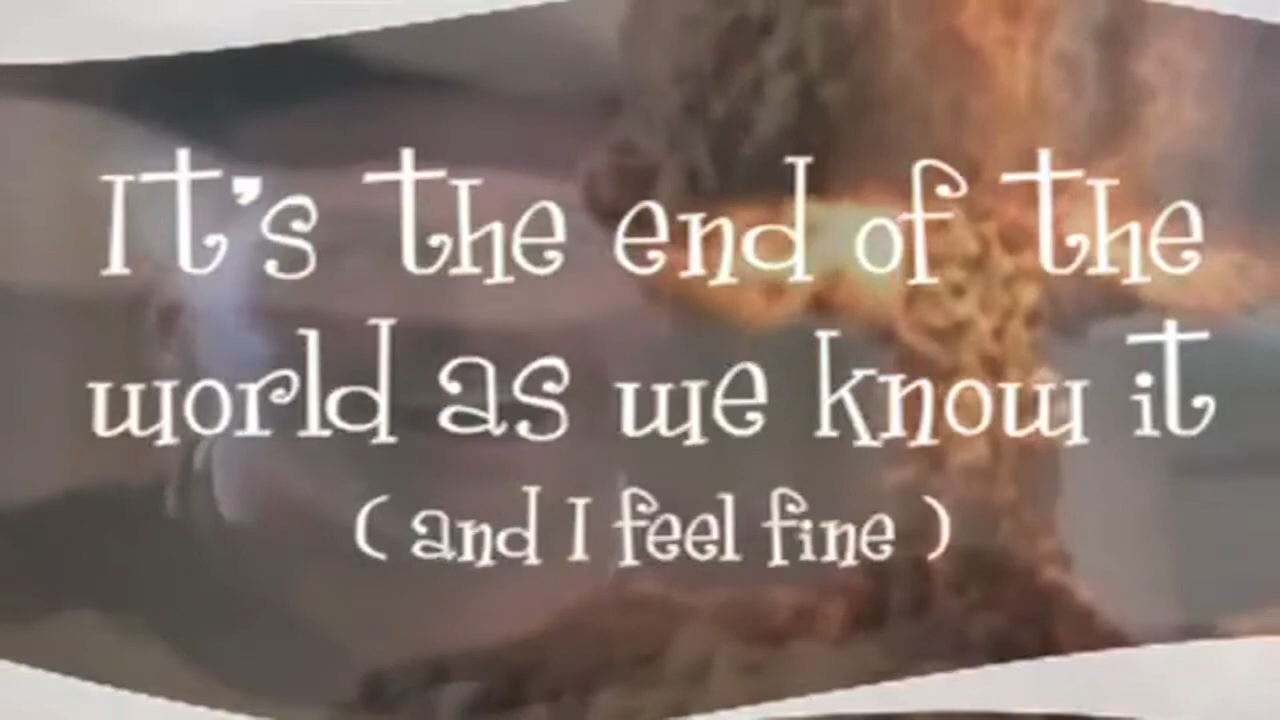 It's the end of the
world as we know it
( and I feel fine )